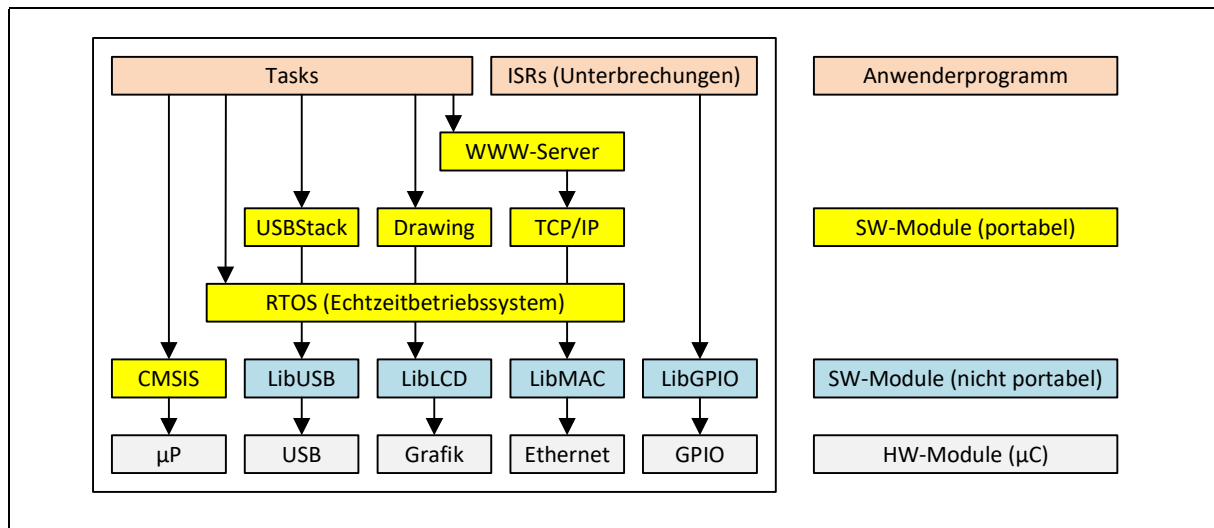 Tasks
ISRs (Unterbrechungen)
Anwenderprogramm
WWW-Server
USBStack
Drawing
TCP/IP
SW-Module (portabel)
RTOS (Echtzeitbetriebssystem)
CMSIS
LibUSB
LibLCD
LibMAC
LibGPIO
SW-Module (nicht portabel)
µP
USB
Grafik
Ethernet
GPIO
HW-Module (µC)